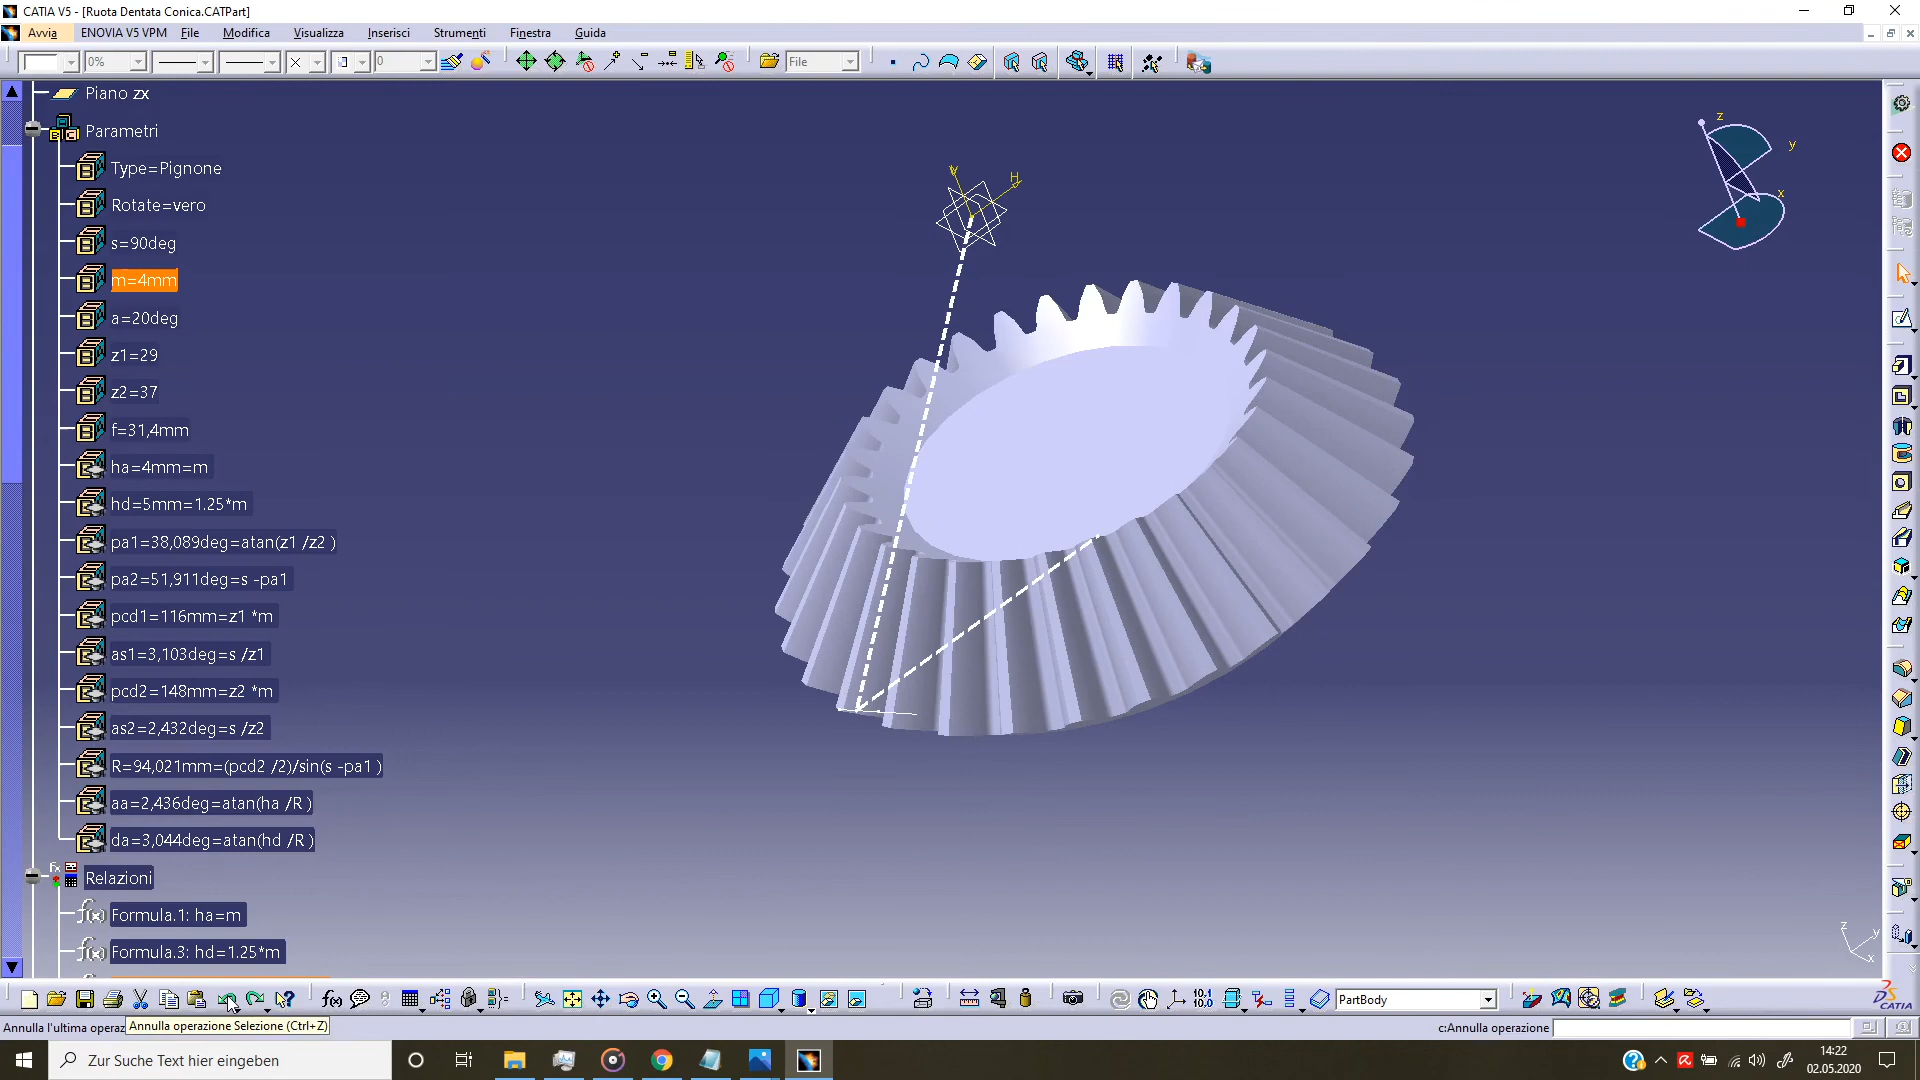 CATIA V5 - [Ruota Dentata Conica.CATPart]
Avvia ENOVIA V5 VPM File Modifica Visualizza Inserisci Strumenti Finestra Guida
0% 0 File
Piano zx
Parametri
Type=Pignone
Rotate=vero
s=90deg
m=4mm
a=20deg
z1=29
z2=37
f=31,4mm
ha=4mm=m
hd=5mm=1.25*m
pa1=38,089deg=atan(z1 /z2 )
pa2=51,911deg=s -pa1
pcd1=116mm=z1 *m
as1=3,103deg=s /z1
pcd2=148mm=z2 *m
as2=2,432deg=s /z2
R=94,021mm=(pcd2 /2)/sin(s -pa1 )
aa=2,436deg=atan(ha /R )
da=3,044deg=atan(hd /R )
Relazioni
Formula.1: ha=m
Formula.3: hd=1.25*m
V H
z
y
x
z
y
x
PartBody
CATIA
Annulla l'ultima operaz
Annulla operazione Selezione (Ctrl+Z)
c:Annulla operazione
Zur Suche Text hier eingeben
14:22
02.05.2020